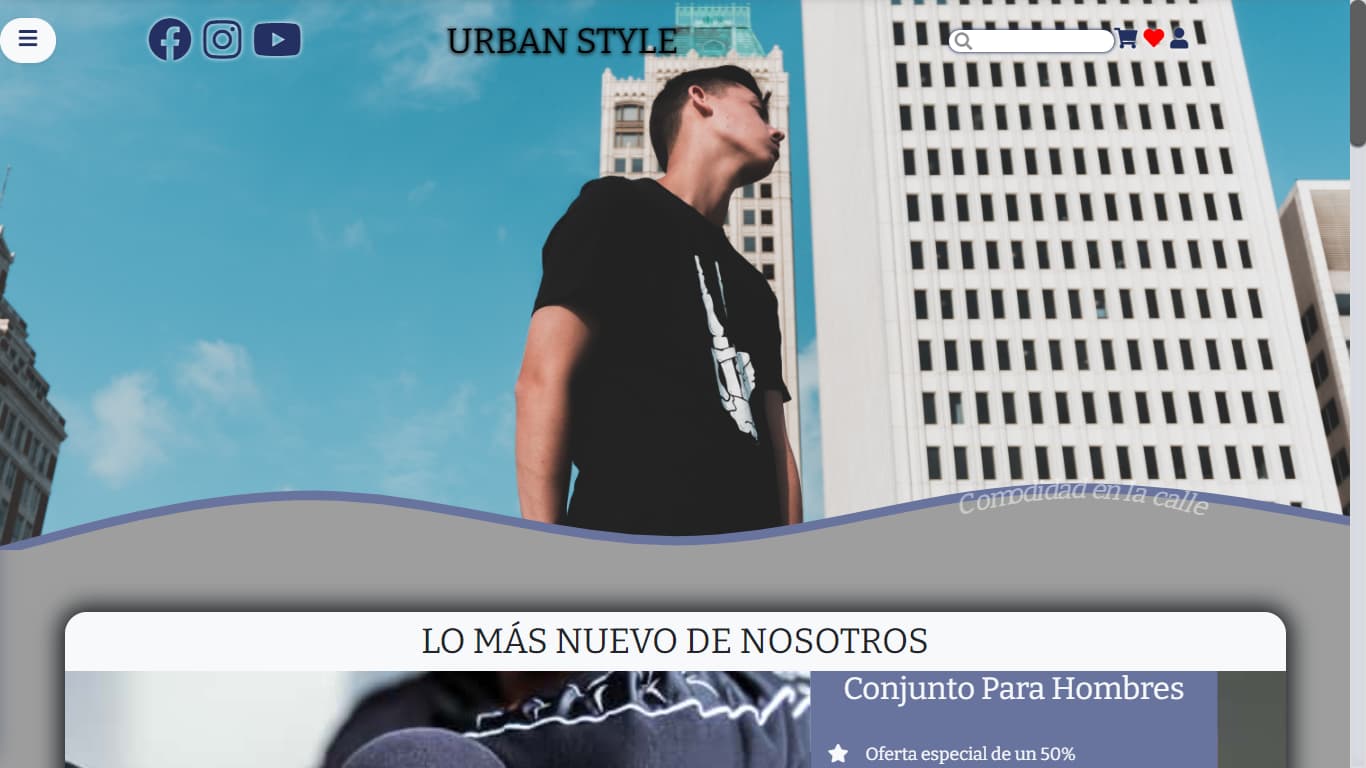 URBAN STYLE
Comodidad en la calle
LO MÁS NUEVO DE NOSOTROS
Conjunto Para Hombres
Oferta especial de un 50%